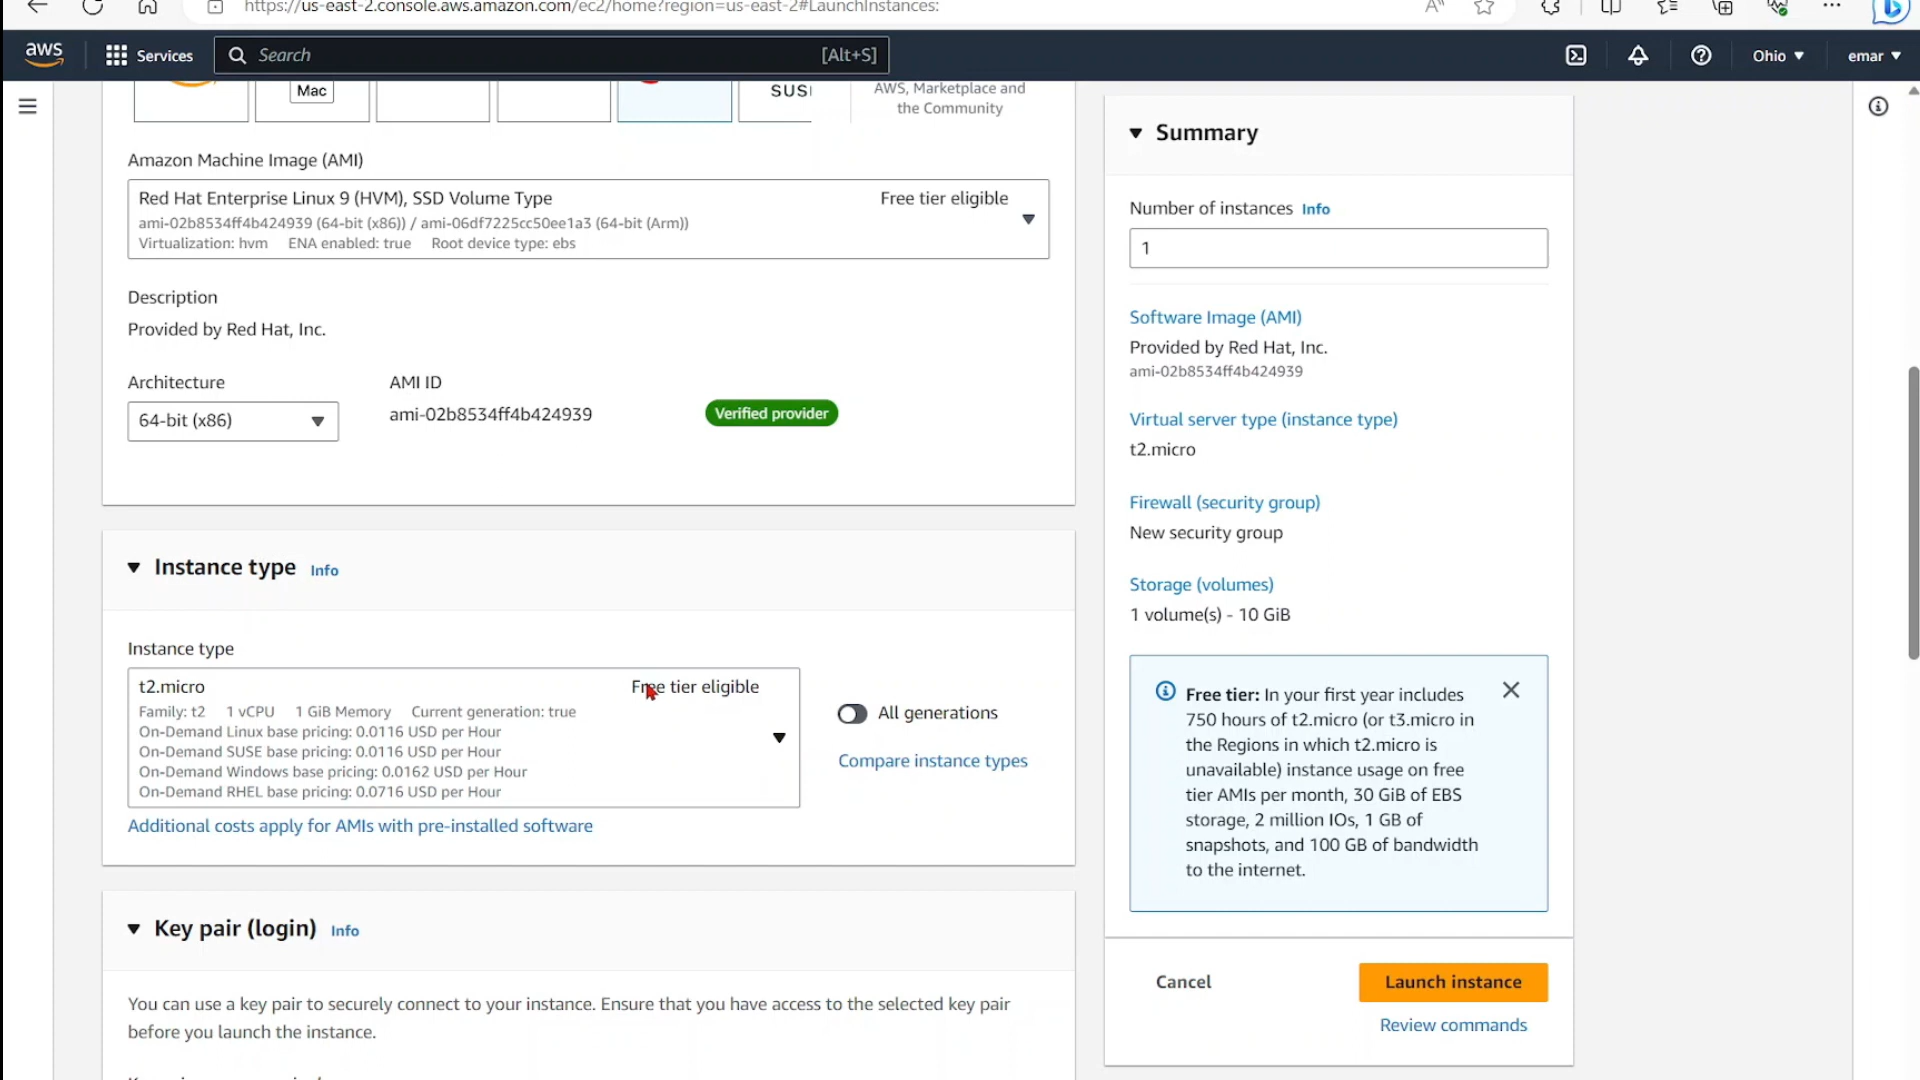 https://us-east-2.console.aws.amazon.com/ec2/home?region=us-east-2#LaunchInstances:
aws
Services
Search
[Alt+S]
Ohio
emar
Mac
SUS
AWS, Marketplace and
the Community
Amazon Machine Image (AMI)
Red Hat Enterprise Linux 9 (HVM), SSD Volume Type
Free tier eligible
ami-02b8534ff4b424939 (64-bit (x86)) / ami-06df7225cc50ee1a3 (64-bit (Arm))
Virtualization: hvm ENA enabled: true Root device type: ebs
Description
Provided by Red Hat, Inc.
Architecture
AMI ID
64-bit (x86)
ami-02b8534ff4b424939
Verified provider
Instance type Info
Instance type
t2.micro
Free tier eligible
Family: t2 1 vCPU 1 GiB Memory Current generation: true
On-Demand Linux base pricing: 0.0116 USD per Hour
On-Demand SUSE base pricing: 0.0116 USD per Hour
On-Demand Windows base pricing: 0.0162 USD per Hour
On-Demand RHEL base pricing: 0.0716 USD per Hour
All generations
Compare instance types
Additional costs apply for AMIs with pre-installed software
Key pair (login) Info
You can use a key pair to securely connect to your instance. Ensure that you have access to the selected key pair
before you launch the instance.
Summary
Number of instances Info
1
Software Image (AMI)
Provided by Red Hat, Inc.
ami-02b8534ff4b424939
Virtual server type (instance type)
t2.micro
Firewall (security group)
New security group
Storage (volumes)
1 volume(s) - 10 GiB
Free tier: In your first year includes
750 hours of t2.micro (or t3.micro in
the Regions in which t2.micro is
unavailable) instance usage on free
tier AMIs per month, 30 GiB of EBS
storage, 2 million IOs, 1 GB of
snapshots, and 100 GB of bandwidth
to the internet.
Cancel
Launch instance
Review commands